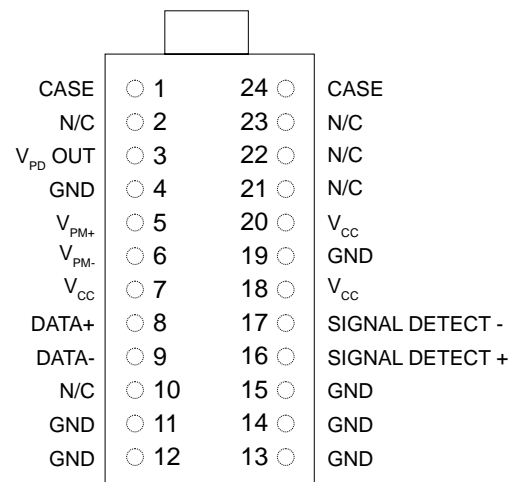 CASE 1 24 CASE
N/C 2 23 N/C
V_PD OUT 3 22 N/C
GND 4 21 N/C
V_PM+ 5 20 V_CC
V_PM- 6 19 GND
V_CC 7 18 V_CC
DATA+ 8 17 SIGNAL DETECT -
DATA- 9 16 SIGNAL DETECT +
N/C 10 15 GND
GND 11 14 GND
GND 12 13 GND